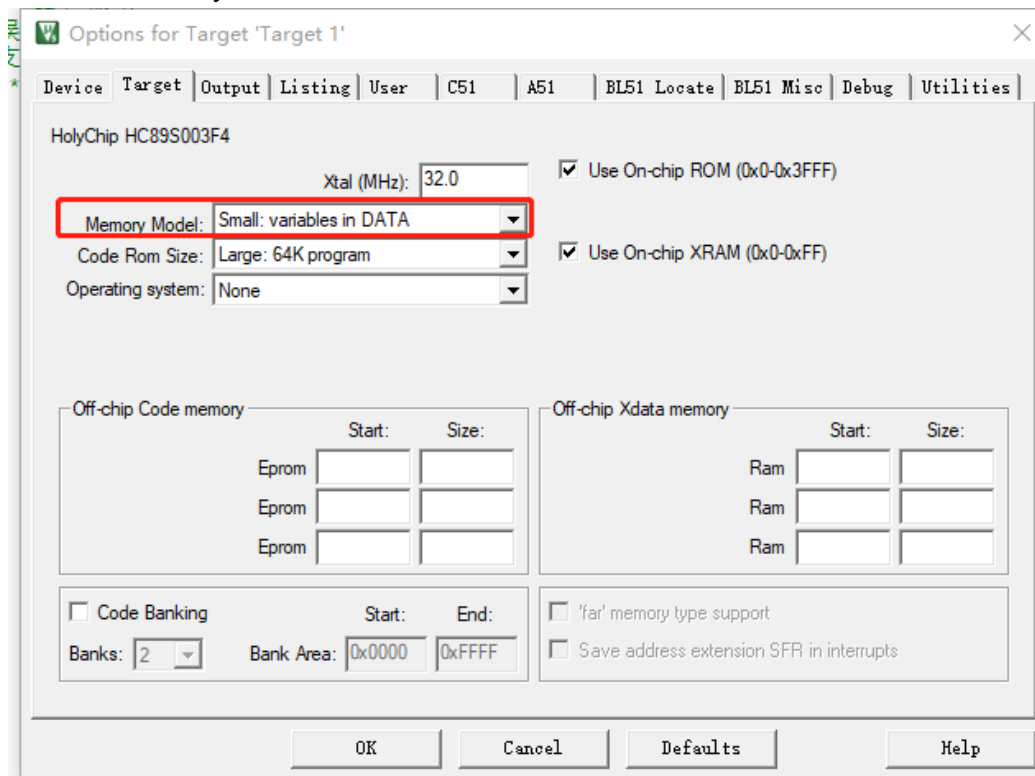 Options for Target 'Target 1'
Device Target Output Listing User C51 A51 BL51 Locate BL51 Misc Debug Utilities
HolyChip HC89S003F4
Xtal (MHz): 32.0
Use On-chip ROM (0x0-0x3FFF)
Memory Model: Small: variables in DATA
Code Rom Size: Large: 64K program
Use On-chip XRAM (0x0-0xFF)
Operating system: None
Off-chip Code memory
Start: Size:
Eprom
Eprom
Eprom
Off-chip Xdata memory
Start: Size:
Ram
Ram
Ram
Code Banking
Start: End:
Banks: 2 Bank Area: 0x0000 0xFFFF
'far' memory type support
Save address extension SFR in interrupts
OK Cancel Defaults Help